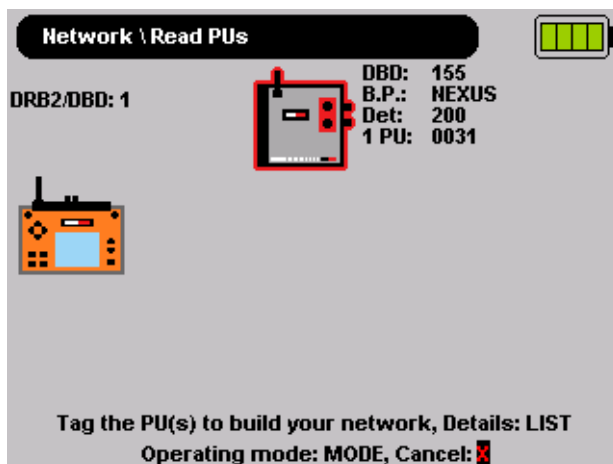 Network \ Read PUs
DRB2/DBD: 1
DBD: 155
B.P.: NEXUS
Det: 200
1 PU: 0031
Tag the PU(s) to build your network, Details: LIST
Operating mode: MODE, Cancel: X